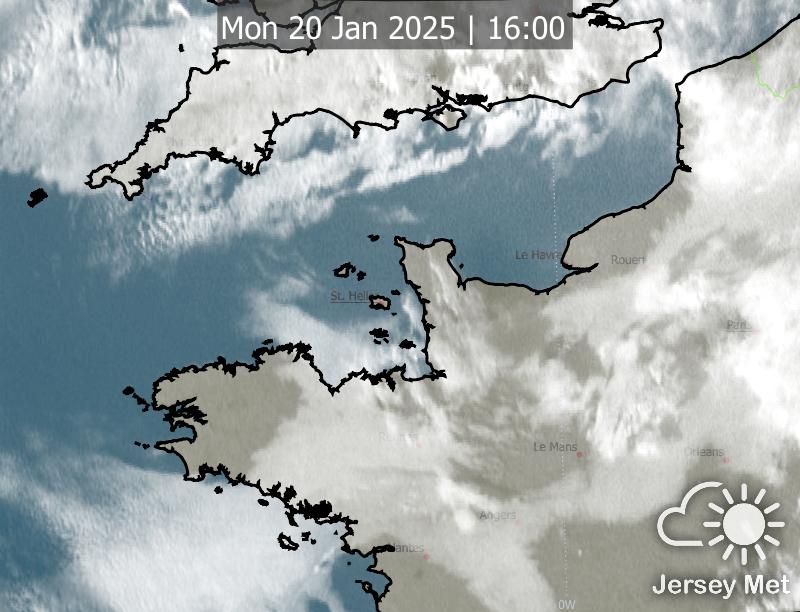 Mon 20 Jan 2025 | 16:00
Le Havre
Rouen
St. Helier
Paris
Rennes
Le Mans
Orleans
Angers
Nantes
Jersey Met
0W